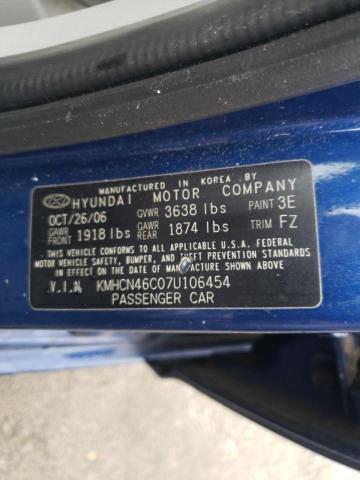 MANUFACTURED IN KOREA BY
HYUNDAI MOTOR COMPANY
OCT/26/06 GVWR 3638 lbs PAINT 3E
GAWR FRONT 1918 lbs GAWR REAR 1874 lbs TRIM FZ
THIS VEHICLE CONFORMS TO ALL APPLICABLE U.S.A. FEDERAL
MOTOR VEHICLE SAFETY, BUMPER, AND THEFT PREVENTION STANDARDS
IN EFFECT ON THE DATE OF MANUFACTURE SHOWN ABOVE.
V.I.N. KMHCN46C07U106454
PASSENGER CAR